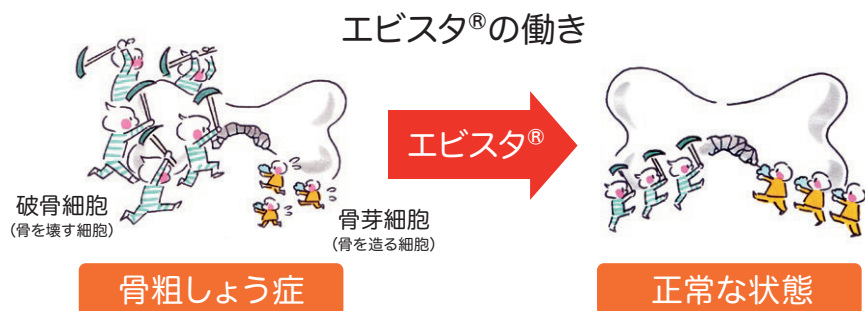 エビスタ®の働き
エビスタ®
破骨細胞
（骨を壊す細胞）
骨芽細胞
（骨を造る細胞）
骨粗しょう症
正常な状態